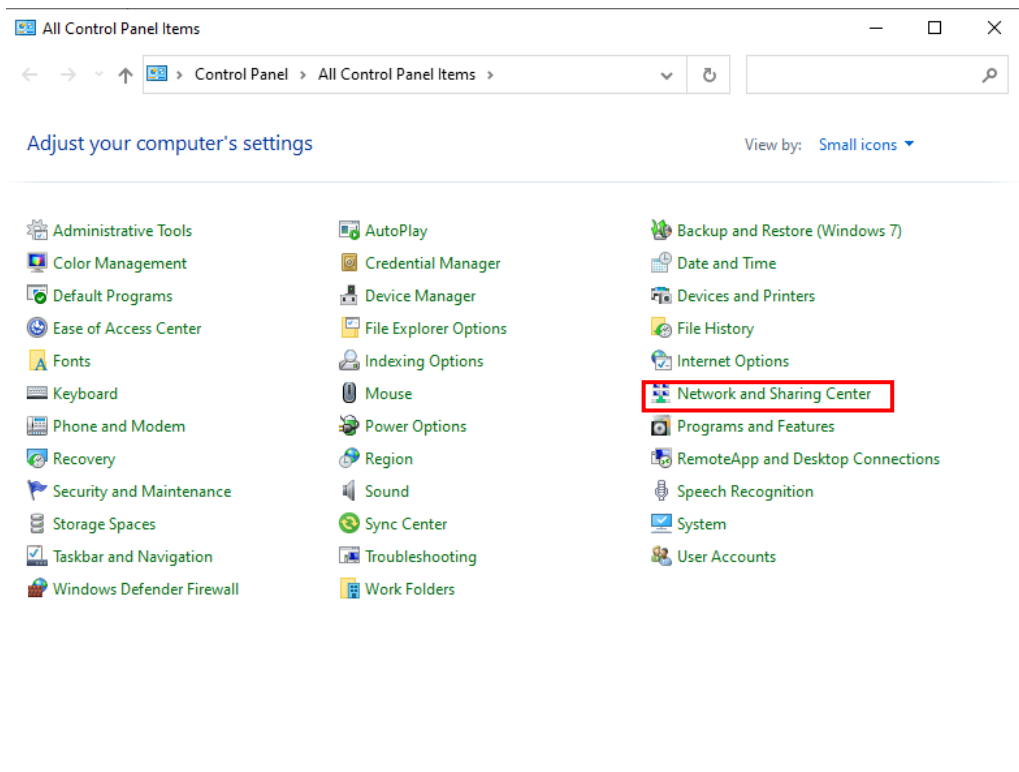 All Control Panel Items
Control Panel > All Control Panel Items >
Adjust your computer's settings
View by: Small icons
Administrative Tools
AutoPlay
Backup and Restore (Windows 7)
Color Management
Credential Manager
Date and Time
Default Programs
Device Manager
Devices and Printers
Ease of Access Center
File Explorer Options
File History
Fonts
Indexing Options
Internet Options
Keyboard
Mouse
Network and Sharing Center
Phone and Modem
Power Options
Programs and Features
Recovery
Region
RemoteApp and Desktop Connections
Security and Maintenance
Sound
Speech Recognition
Storage Spaces
Sync Center
System
Taskbar and Navigation
Troubleshooting
User Accounts
Windows Defender Firewall
Work Folders